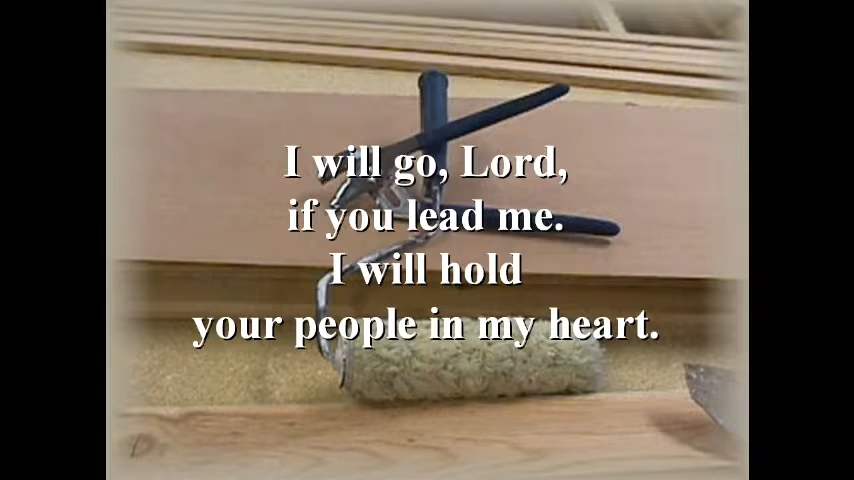 I will go, Lord,
if you lead me.
I will hold
your people in my heart.